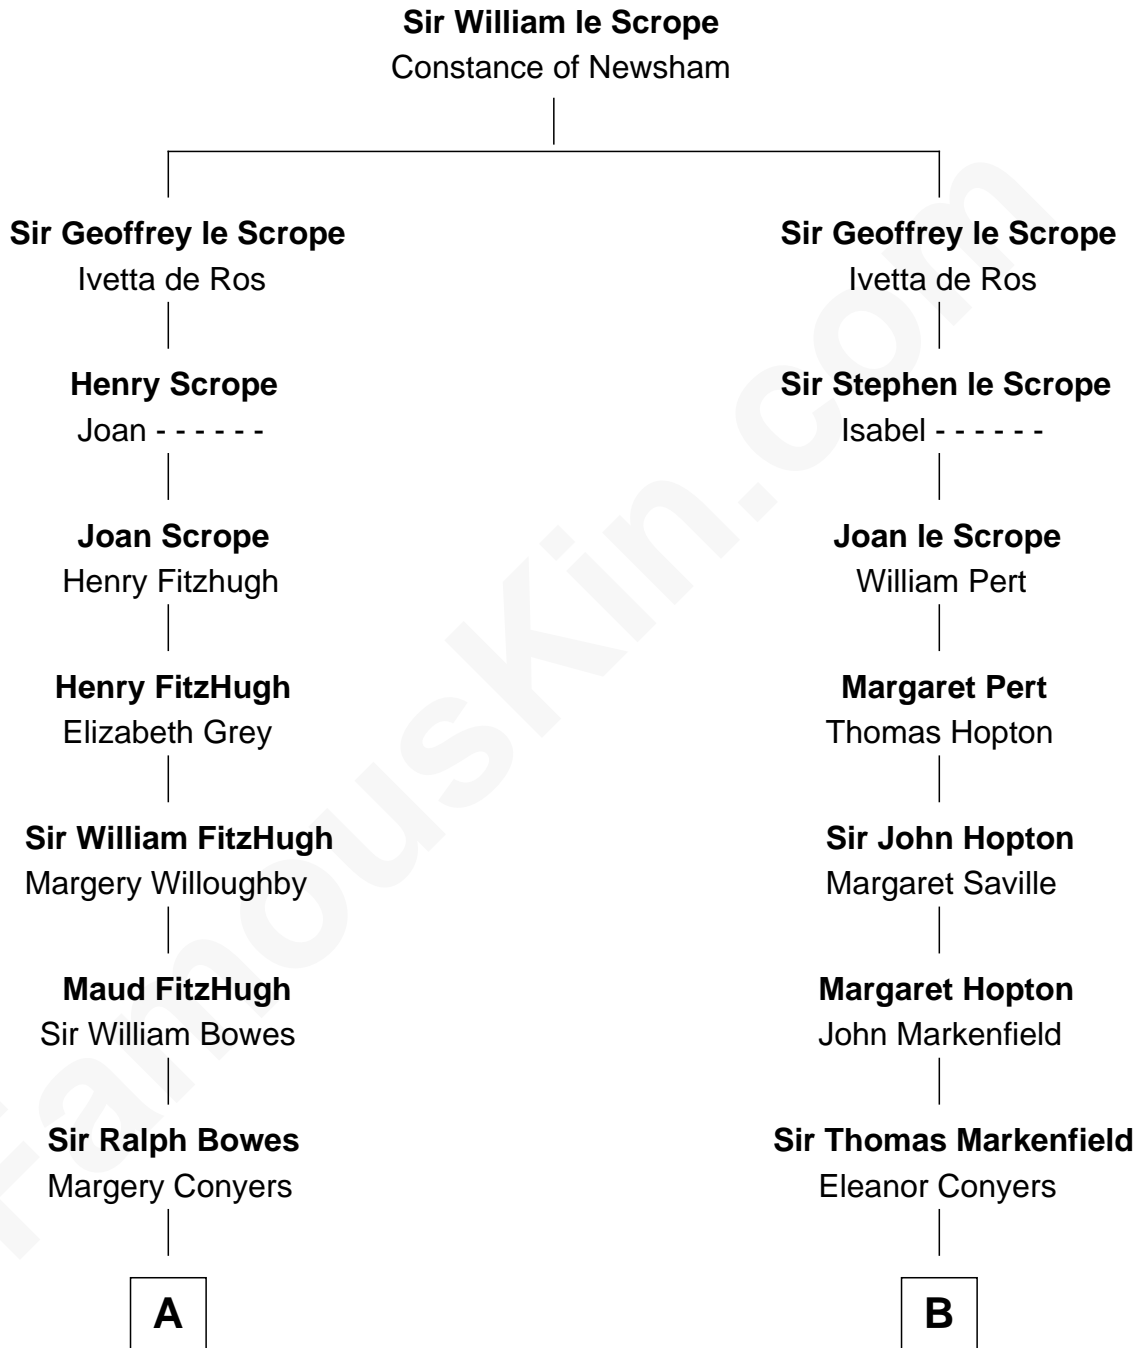 Sir William le Scrope
Constance of Newsham
Sir Geoffrey le Scrope
Ivetta de Ros
Sir Geoffrey le Scrope
Ivetta de Ros
Henry Scrope
Joan - - - - - -
Sir Stephen le Scrope
Isabel - - - - - -
Joan Scrope
Henry Fitzhugh
Joan le Scrope
William Pert
Henry FitzHugh
Elizabeth Grey
Margaret Pert
Thomas Hopton
Sir William FitzHugh
Margery Willoughby
Sir John Hopton
Margaret Saville
Maud FitzHugh
Sir William Bowes
Margaret Hopton
John Markenfield
Sir Ralph Bowes
Margery Conyers
Sir Thomas Markenfield
Eleanor Conyers
A
B
FamousKin.com